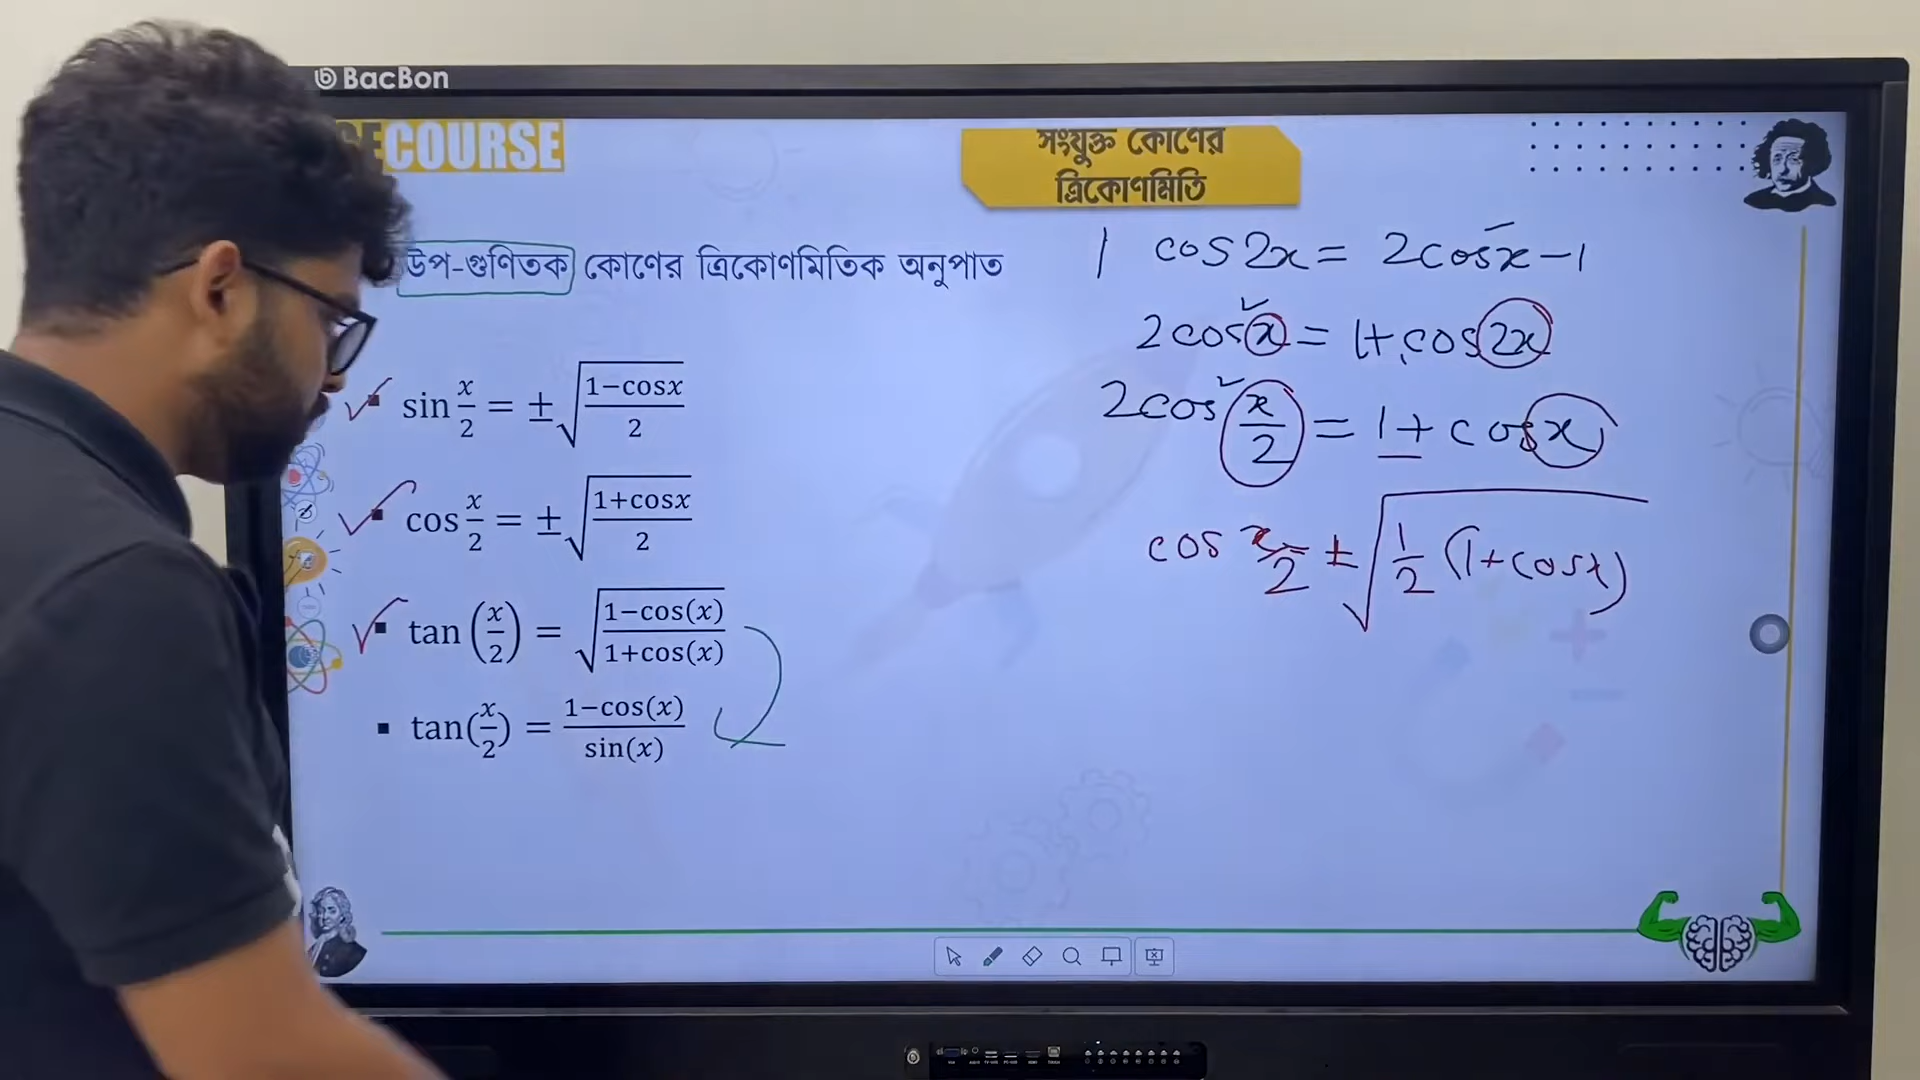 BacBon
COURSE
সংযুক্ত কোণের
ত্রিকোণমিতি
উপ-গুণিতক কোণের ত্রিকোণমিতিক অনুপাত
sin x/2 = ±√((1−cosx)/2)
cos x/2 = ±√((1+cosx)/2)
tan (x/2) = √((1−cos(x))/(1+cos(x)))
tan(x/2) = (1−cos(x))/sin(x)
cos2x = 2cos²x−1
2cos²x = 1+cos2x
2cos² x/2 = 1+cosx
cos x/2 = ±√(1/2 (1+cosx))